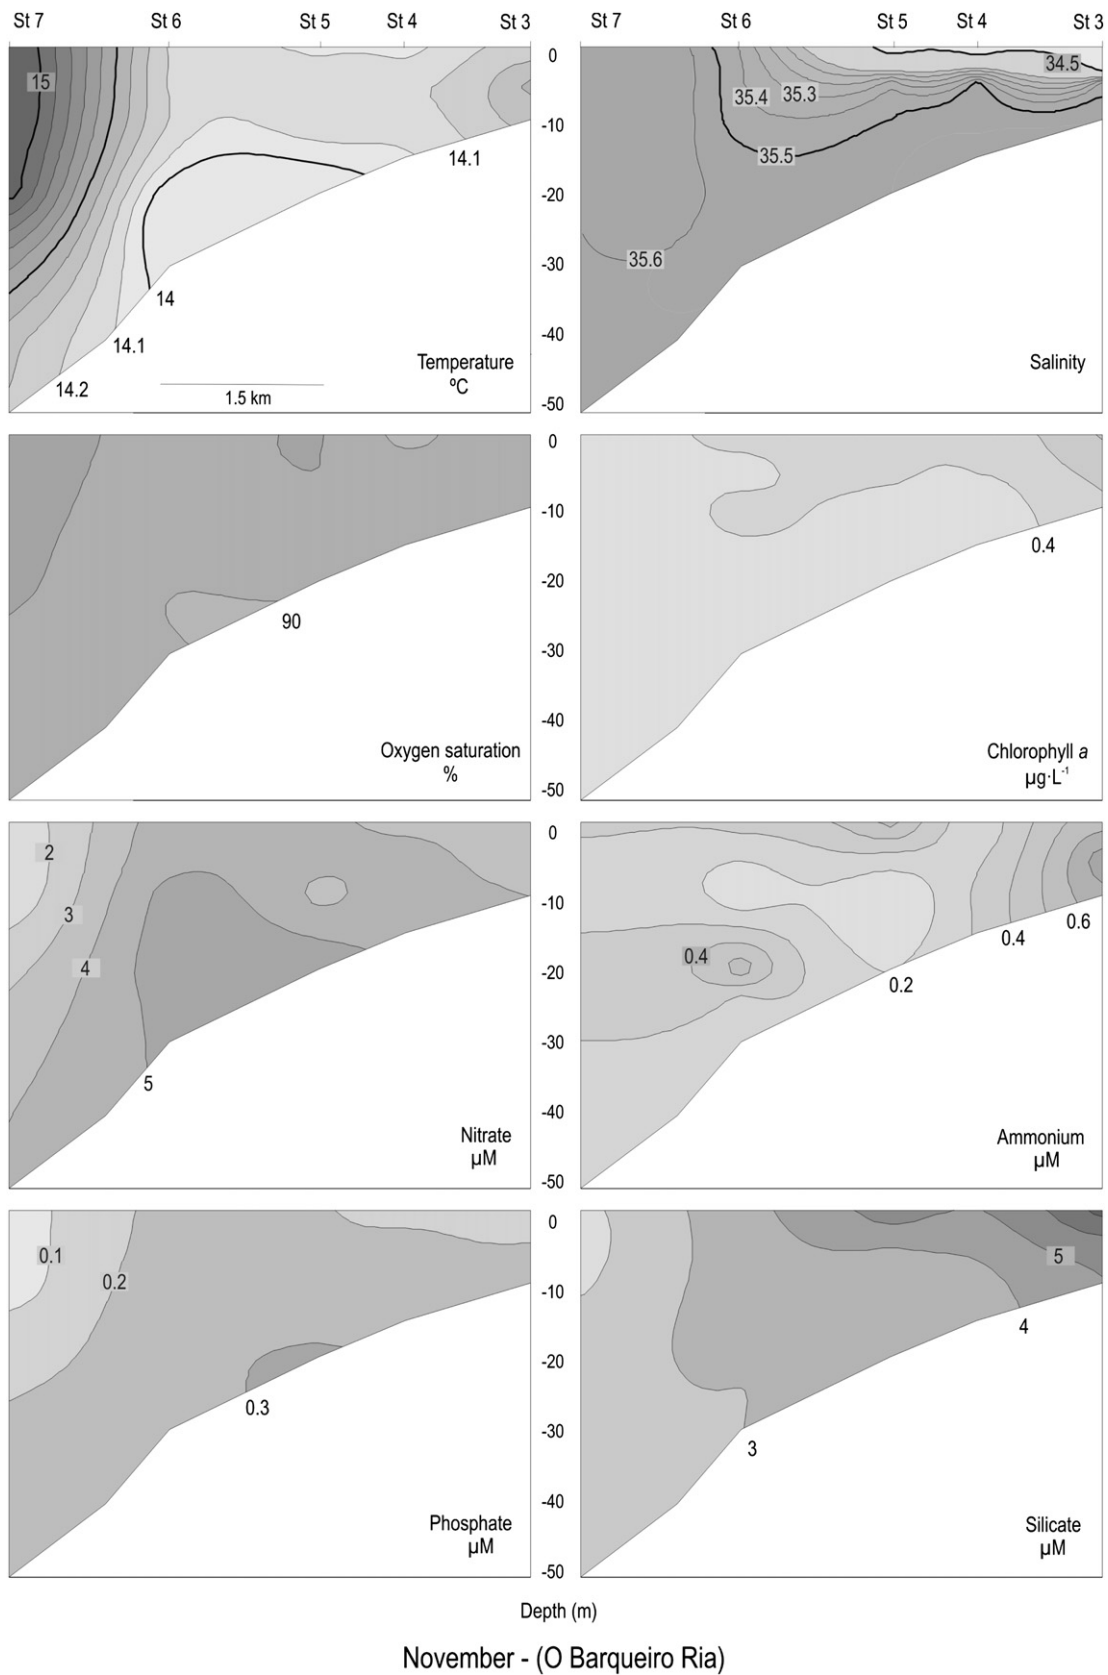 St 7 St 6 St 5 St 4 St 3 St 7 St 6 St 5 St 4 St 3
15
14.1
14
14.1
14.2
1.5 km
Temperature
ºC
0
-10
-20
-30
-40
-50
34.5
35.3
35.4
35.5
35.6
Salinity
90
Oxygen saturation
%
0
-10
-20
-30
-40
-50
0.4
Chlorophyll a
µg·L⁻¹
2
3
4
5
Nitrate
µM
0
-10
-20
-30
-40
-50
0.6
0.4
0.4
0.2
Ammonium
µM
0.1
0.2
0.3
Phosphate
µM
0
-10
-20
-30
-40
-50
5
4
3
Silicate
µM
Depth (m)
November - (O Barqueiro Ria)